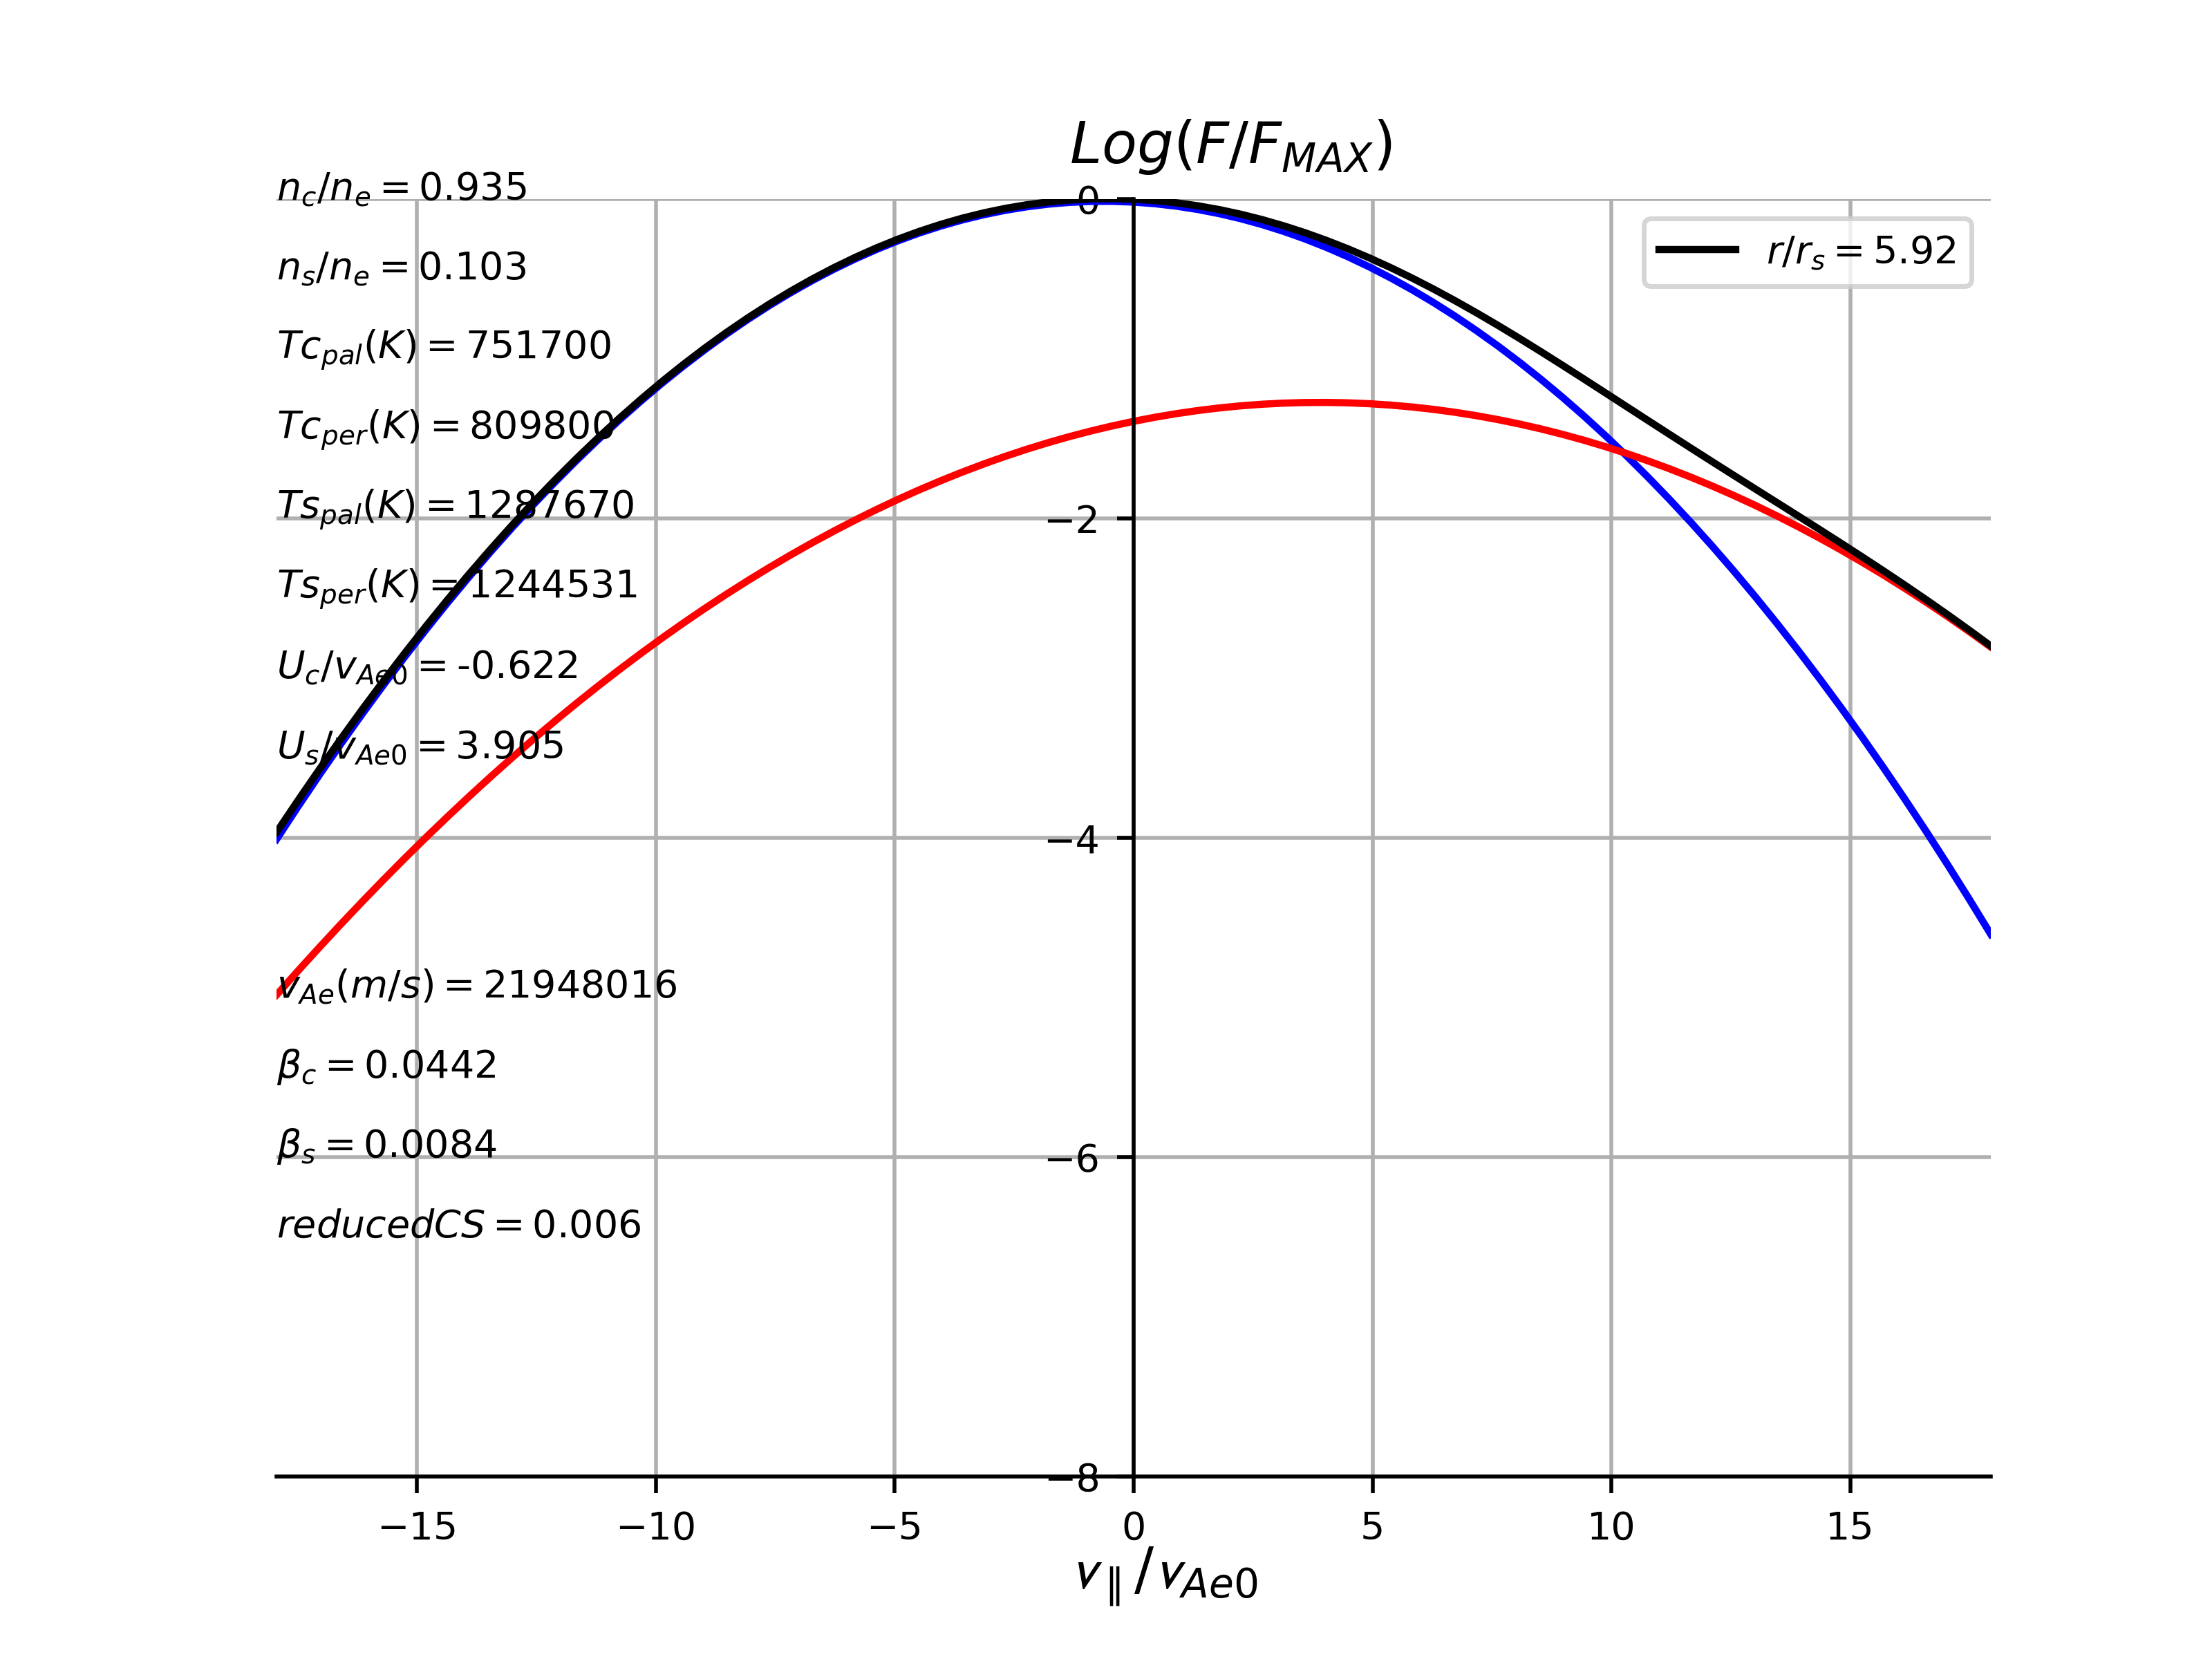 Log(F/F_MAX)
n_c/n_e = 0.935
n_s/n_e = 0.103
Tc_pal(K) = 751700
Tc_per(K) = 809800
Ts_pal(K) = 1287670
Ts_per(K) = 1244531
U_c/v_Ae0 = -0.622
U_s/v_Ae0 = 3.905
v_Ae(m/s) = 21948016
β_c = 0.0442
β_s = 0.0084
reducedCS = 0.006
r/r_s = 5.92
0
−2
−4
−6
−8
−15 −10 −5 0 5 10 15
v_∥/v_Ae0